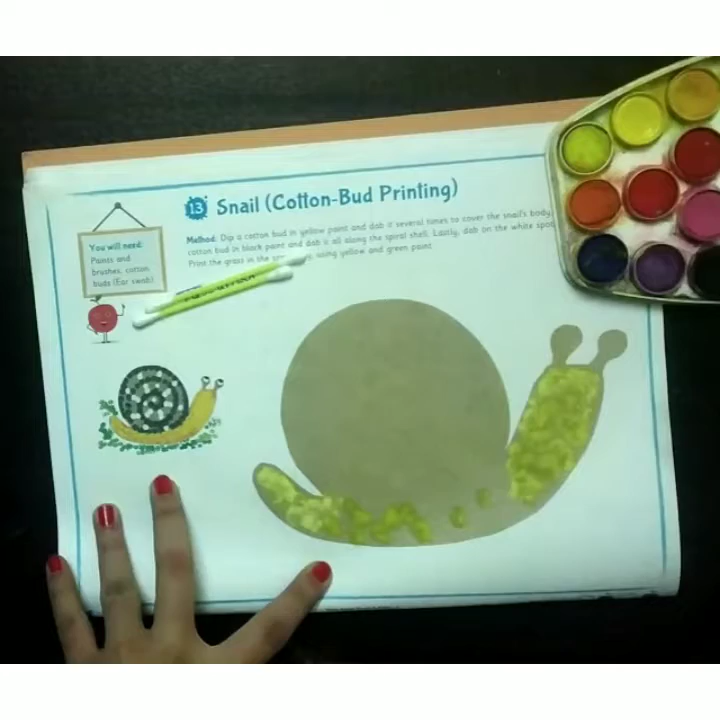 13 Snail (Cotton-Bud Printing)
You will need:
Paints and
brushes, cotton
buds (Ear swab)
Method: Dip a cotton bud in yellow paint and dab it several times to cover the snail's body.
cotton bud in black paint and dab it all along the spiral shell. Lastly, dab on the white
Print the grass in the using yellow and green paint.